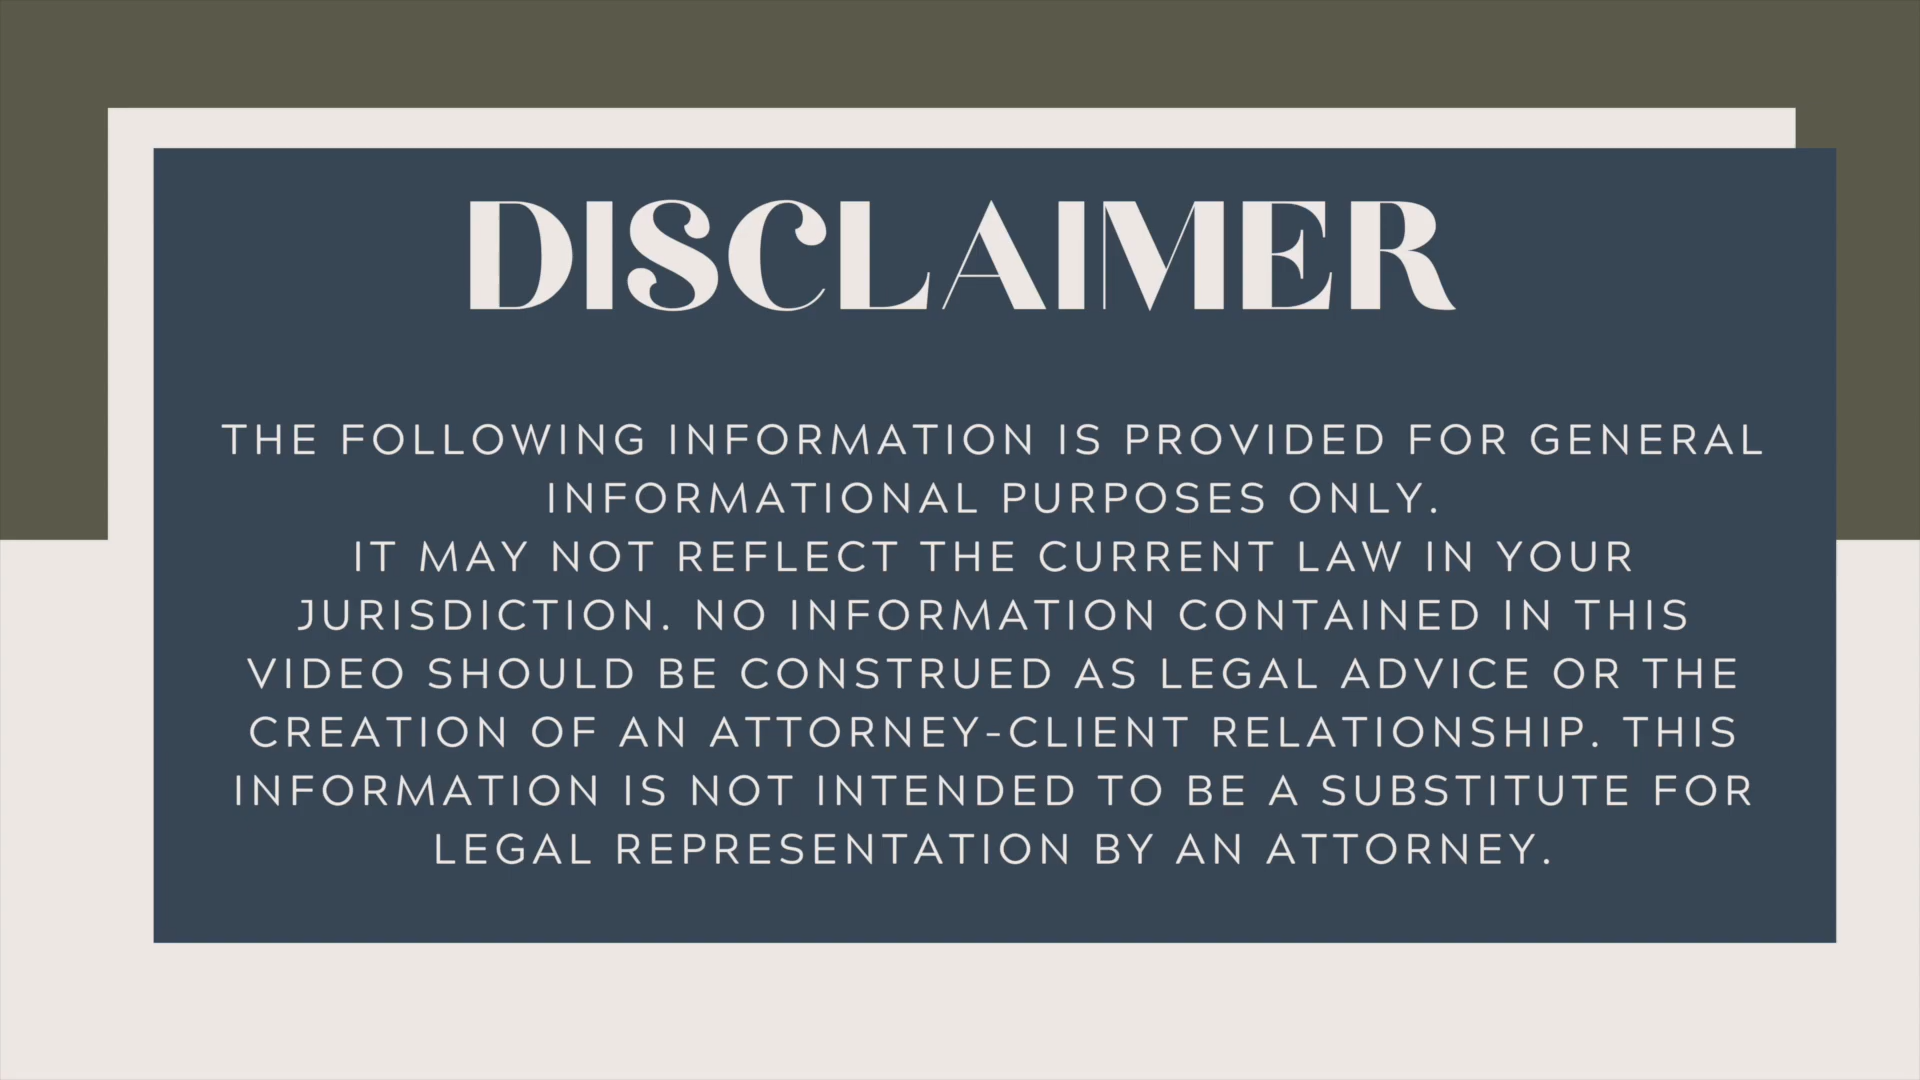 DISCLAIMER
THE FOLLOWING INFORMATION IS PROVIDED FOR GENERAL
INFORMATIONAL PURPOSES ONLY.
IT MAY NOT REFLECT THE CURRENT LAW IN YOUR
JURISDICTION. NO INFORMATION CONTAINED IN THIS
VIDEO SHOULD BE CONSTRUED AS LEGAL ADVICE OR THE
CREATION OF AN ATTORNEY-CLIENT RELATIONSHIP. THIS
INFORMATION IS NOT INTENDED TO BE A SUBSTITUTE FOR
LEGAL REPRESENTATION BY AN ATTORNEY.